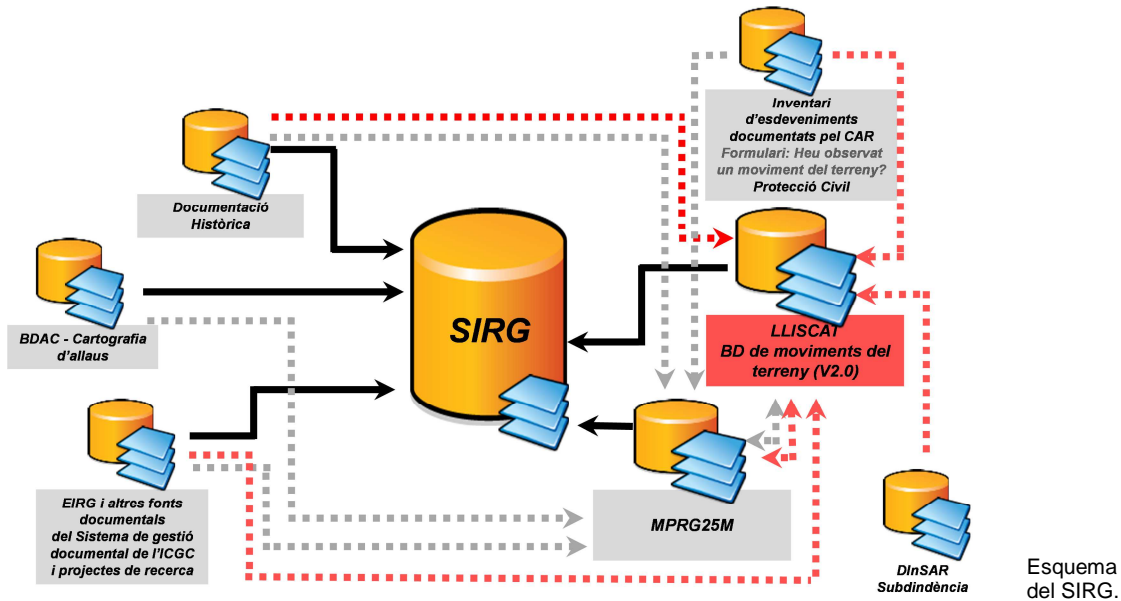 Inventari
d'esdeveniments
documentats pel CAR
Formulari: Heu observat
un moviment del terreny?
Protecció Civil
Documentació
Històrica
SIRG
BDAC - Cartografia
d'allaus
LLISCAT
BD de moviments del
terreny (V2.0)
EIRG i altres fonts
documentals
del Sistema de gestió
documental de l'ICGC
i projectes de recerca
MPRG25M
DInSAR
Subdindència
Esquema
del SIRG.